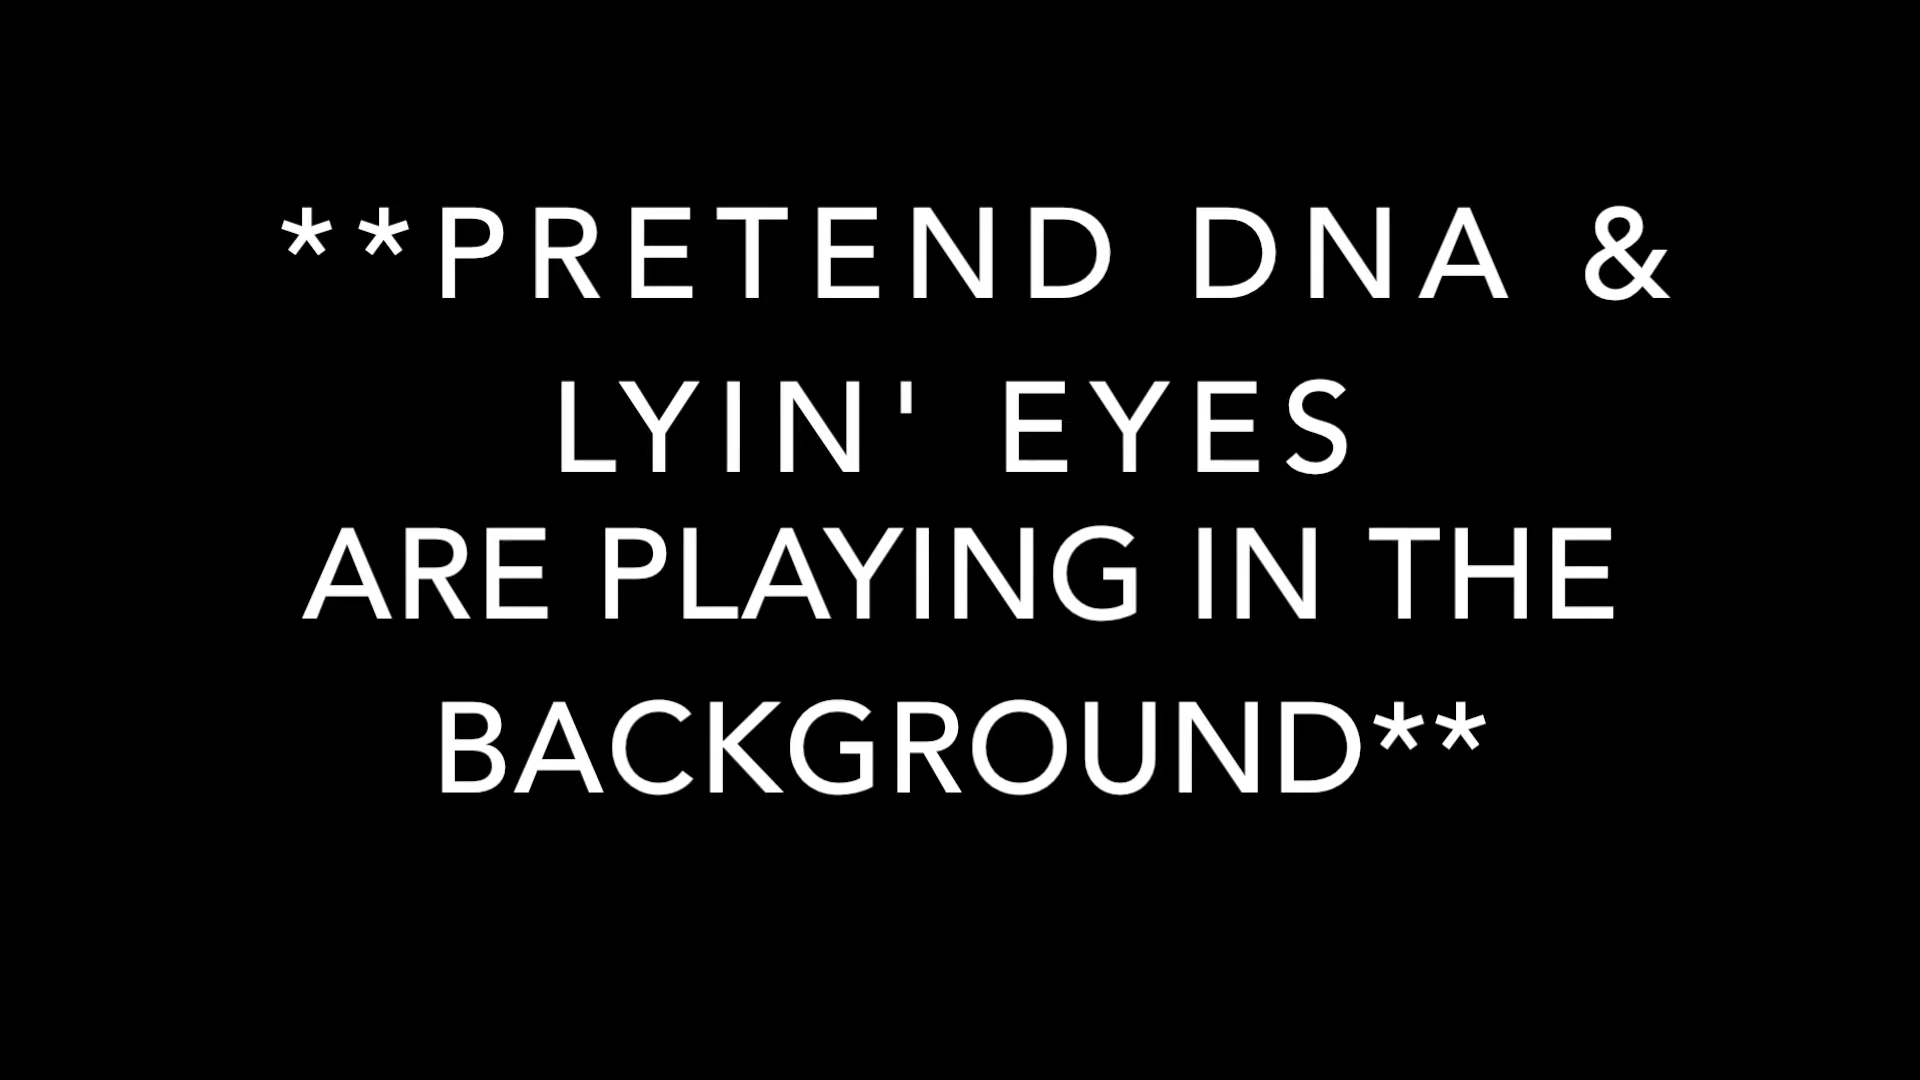 **PRETEND DNA &
LYIN' EYES
ARE PLAYING IN THE
BACKGROUND**